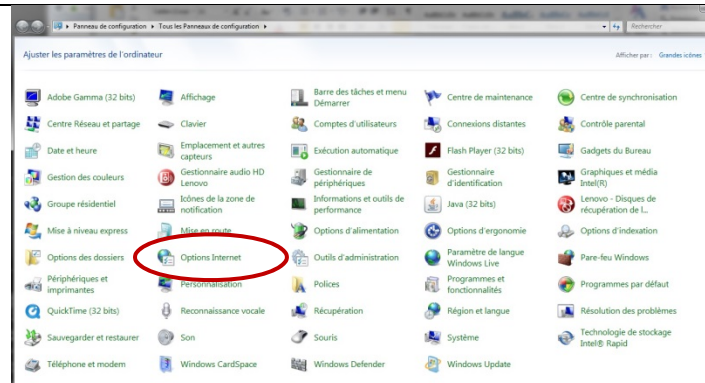 Panneau de configuration ▸ Tous les Panneaux de configuration ▸
Rechercher
Ajuster les paramètres de l'ordinateur
Afficher par : Grandes icônes
Adobe Gamma (32 bits)
Affichage
Barre des tâches et menu
Démarrer
Centre de maintenance
Centre de synchronisation
Centre Réseau et partage
Clavier
Comptes d'utilisateurs
Connexions distantes
Contrôle parental
Date et heure
Emplacement et autres
capteurs
Exécution automatique
Flash Player (32 bits)
Gadgets du Bureau
Gestion des couleurs
Gestionnaire audio HD
Lenovo
Gestionnaire de
périphériques
Gestionnaire
d'identification
Graphiques et média
Intel(R)
Groupe résidentiel
Icônes de la zone de
notification
Informations et outils de
performance
Java (32 bits)
Lenovo - Disques de
récupération de l...
Mise à niveau express
Mise en route
Options d'alimentation
Options d'ergonomie
Options d'indexation
Options des dossiers
Options Internet
Outils d'administration
Paramètre de langue
Windows Live
Pare-feu Windows
Périphériques et
imprimantes
Personnalisation
Polices
Programmes et
fonctionnalités
Programmes par défaut
QuickTime (32 bits)
Reconnaissance vocale
Récupération
Région et langue
Résolution des problèmes
Sauvegarder et restaurer
Son
Souris
Système
Technologie de stockage
Intel® Rapid
Téléphone et modem
Windows CardSpace
Windows Defender
Windows Update